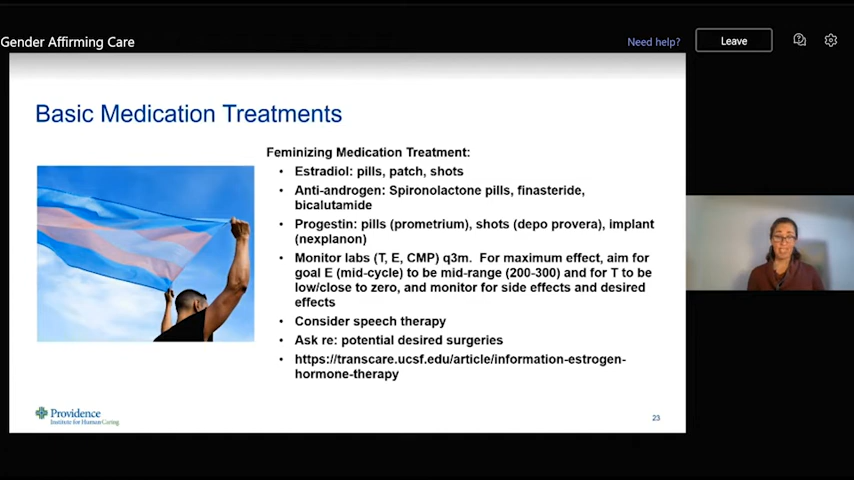 Gender Affirming Care
Need help?
Leave
Basic Medication Treatments
Feminizing Medication Treatment:
• Estradiol: pills, patch, shots
• Anti-androgen: Spironolactone pills, finasteride,
bicalutamide
• Progestin: pills (prometrium), shots (depo provera), implant
(nexplanon)
• Monitor labs (T, E, CMP) q3m. For maximum effect, aim for
goal E (mid-cycle) to be mid-range (200-300) and for T to be
low/close to zero, and monitor for side effects and desired
effects
• Consider speech therapy
• Ask re: potential desired surgeries
• https://transcare.ucsf.edu/article/information-estrogen-
hormone-therapy
Providence
Institute for Human Caring
23